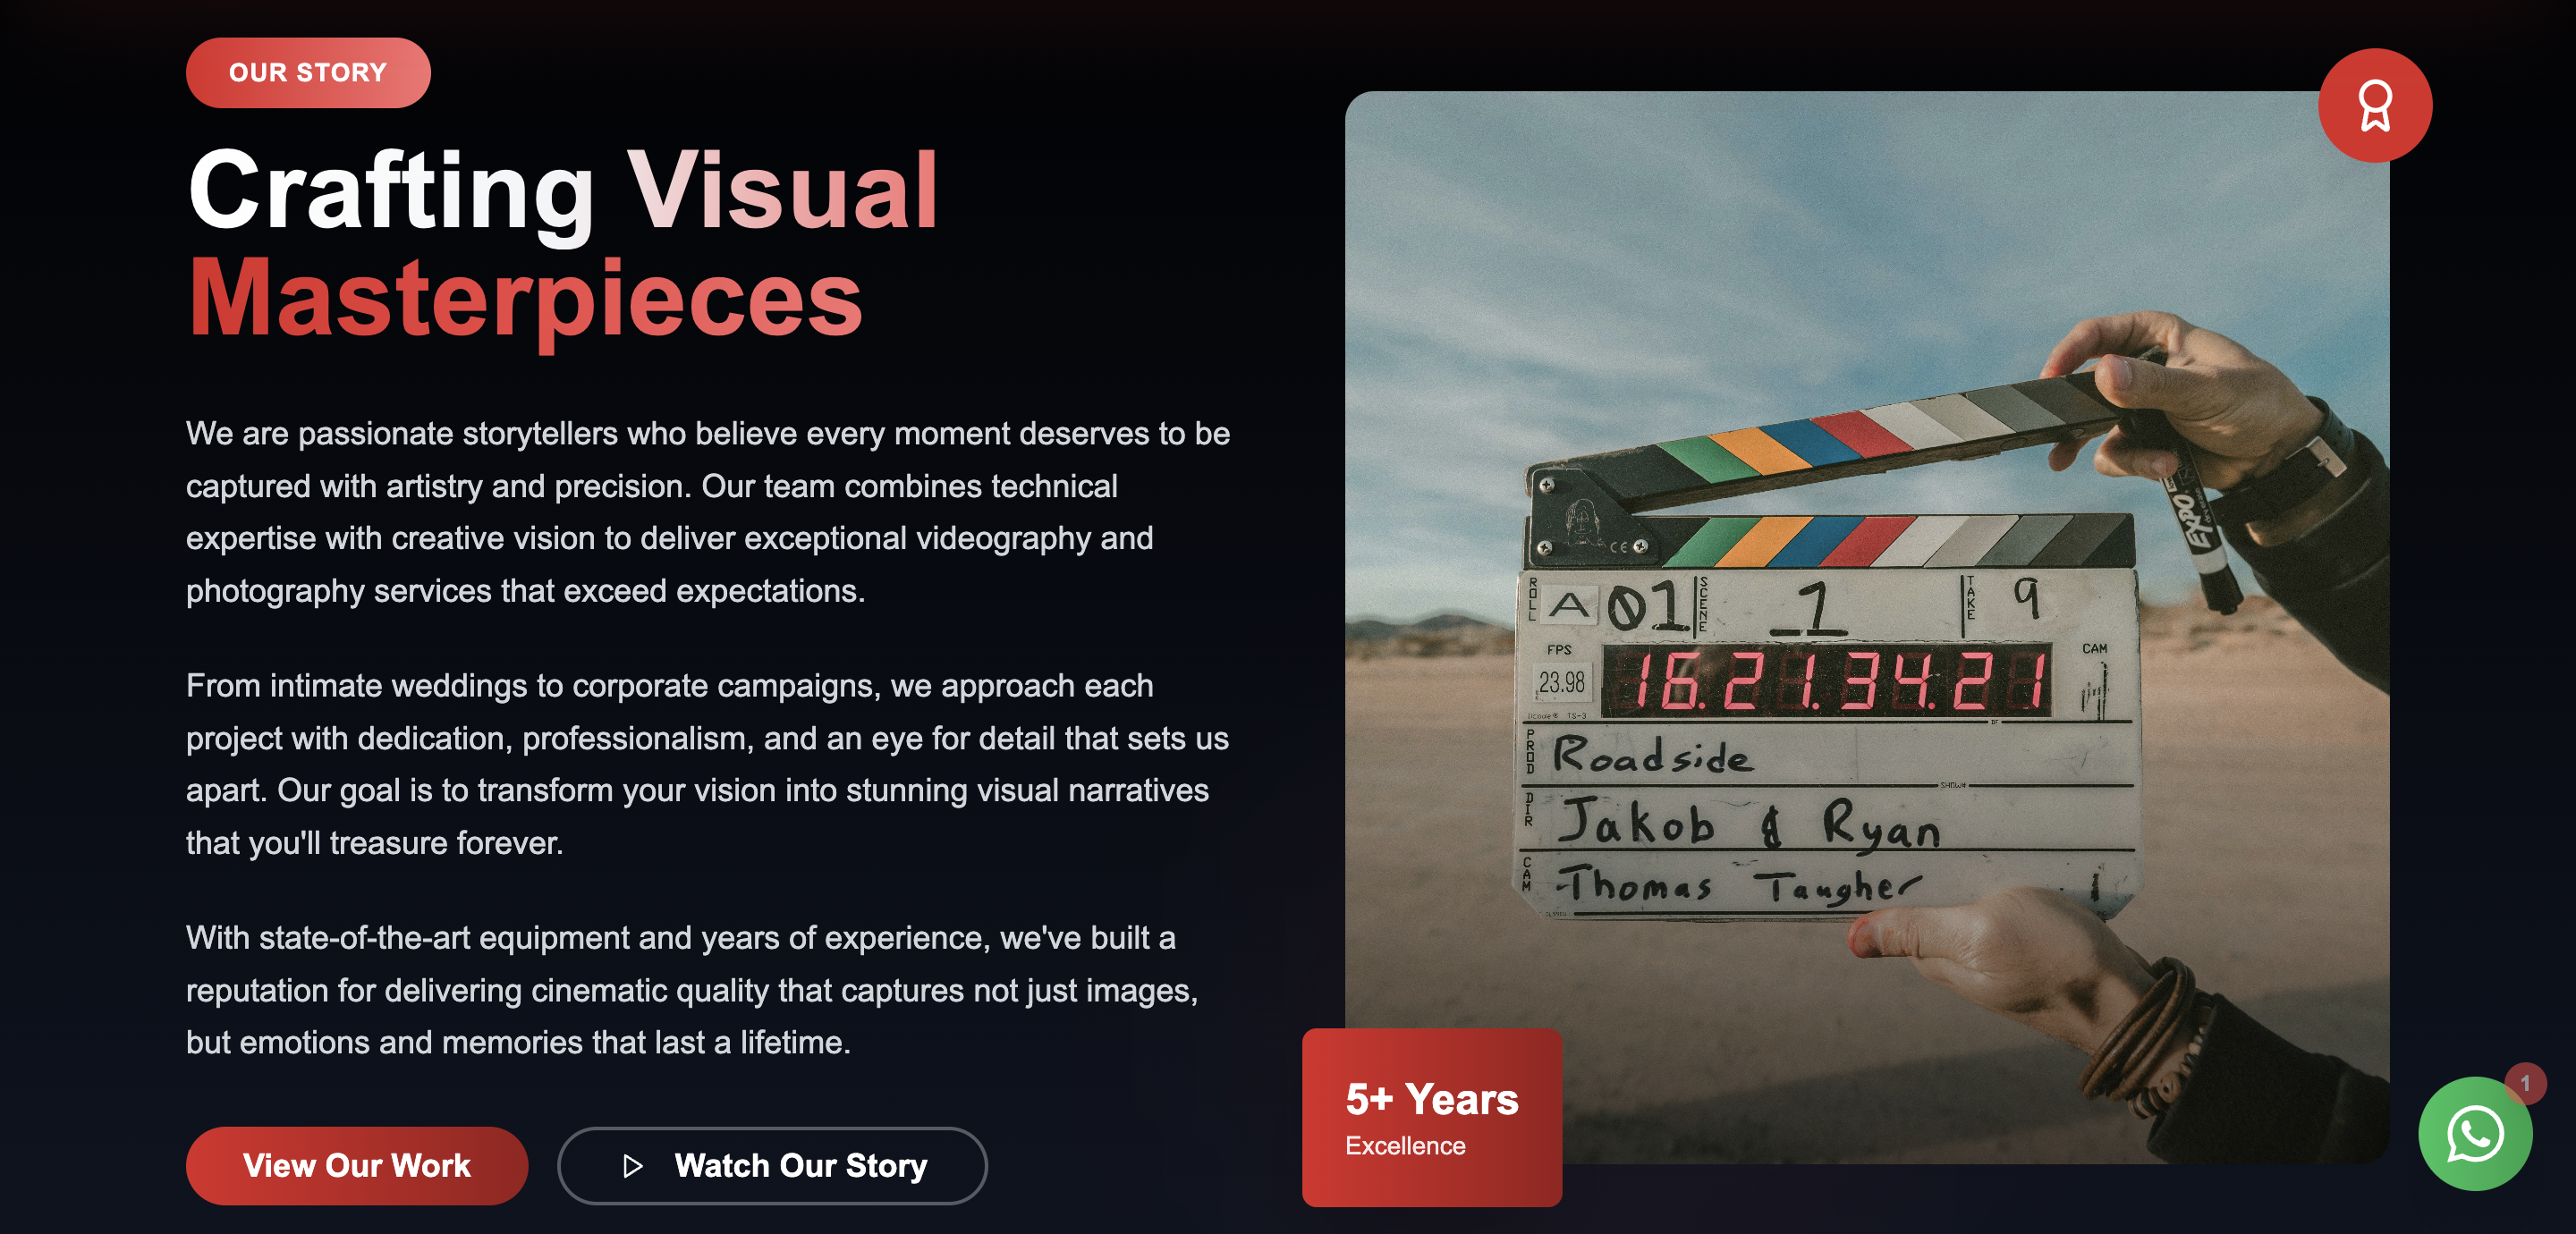 OUR STORY
Crafting Visual
Masterpieces
We are passionate storytellers who believe every moment deserves to be
captured with artistry and precision. Our team combines technical
expertise with creative vision to deliver exceptional videography and
photography services that exceed expectations.
From intimate weddings to corporate campaigns, we approach each
project with dedication, professionalism, and an eye for detail that sets us
apart. Our goal is to transform your vision into stunning visual narratives
that you'll treasure forever.
With state-of-the-art equipment and years of experience, we've built a
reputation for delivering cinematic quality that captures not just images,
but emotions and memories that last a lifetime.
View Our Work
Watch Our Story
EXPO
CE
ROLL A 01 SCENE 1 TAKE 9
FPS CAM
23.98 16.21.34.21
TS-3 DF
PROD Roadside
SHOW#
DIR Jakob & Ryan
CAM Thomas Taugher 1
5+ Years
Excellence
1